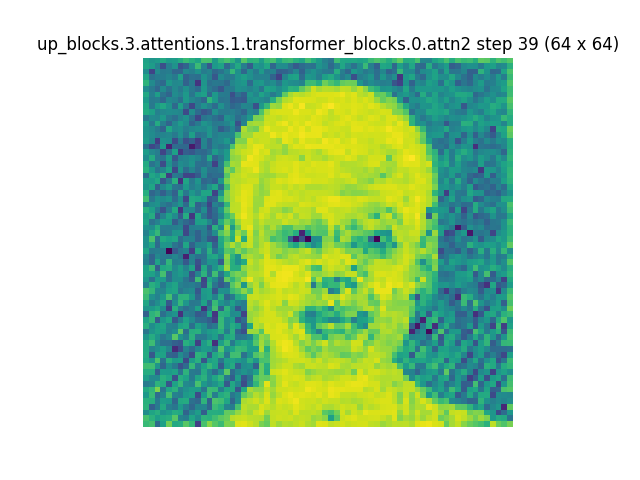 up_blocks.3.attentions.1.transformer_blocks.0.attn2 step 39 (64 x 64)